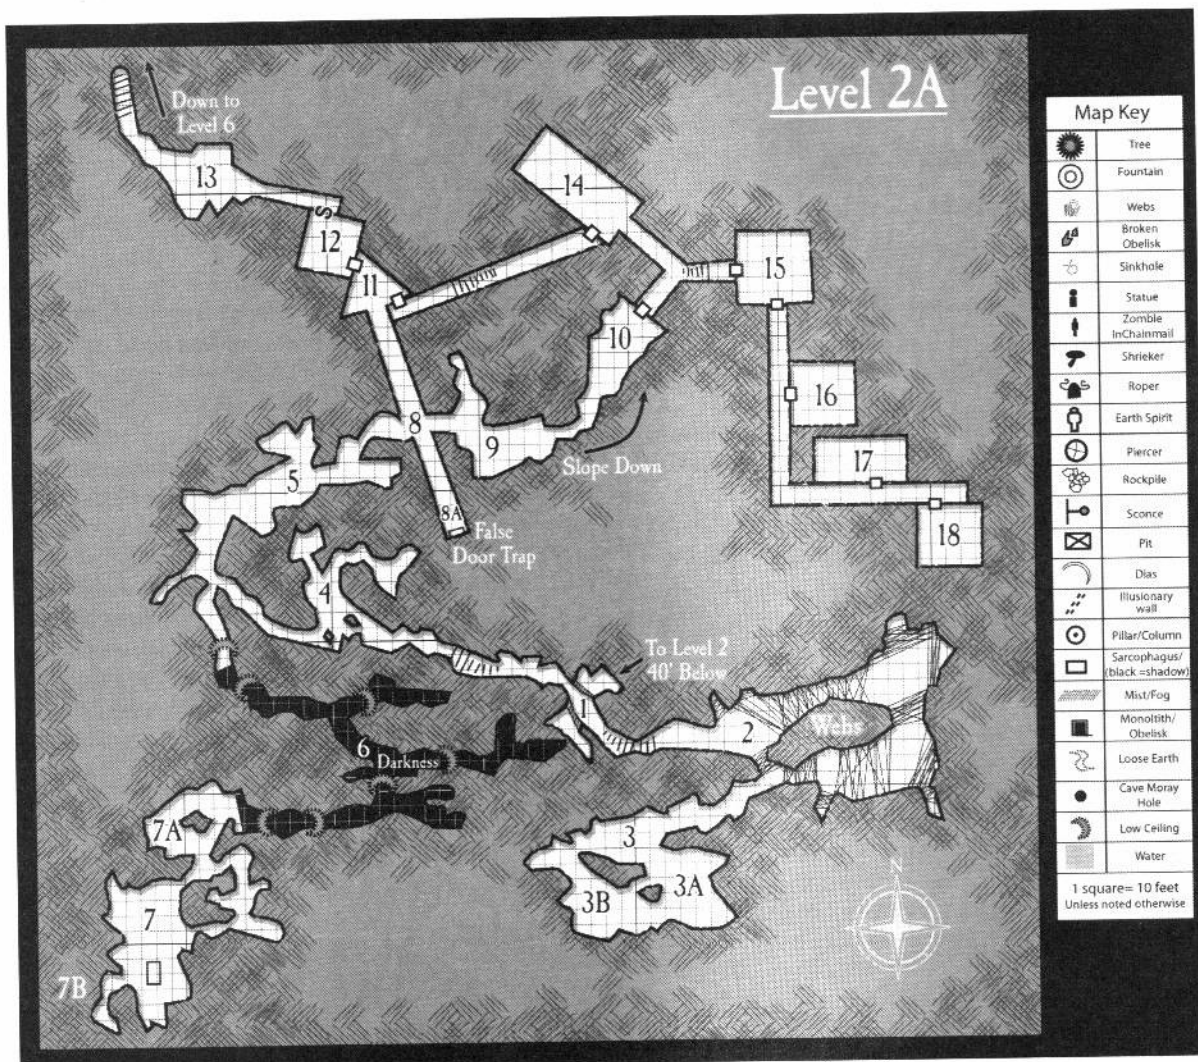 Level 2A
Down to
Level 6
13
14
12
15
11
10
16
8
9
Slope Down
17
5
8A
False
Door Trap
18
4
To Level 2
40' Below
1
2
Webs
6
Darkness
7A
3
3A
3B
7
7B
N
Map Key
Tree
Fountain
Webs
Broken
Obelisk
Sinkhole
Statue
Zombie
InChainmail
Shrieker
Roper
Earth Spirit
Piercer
Rockpile
Sconce
Pit
Dias
Illusionary
wall
Pillar/Column
Sarcophagus/
(black =shadow)
Mist/Fog
Monoltith/
Obelisk
Loose Earth
Cave Moray
Hole
Low Ceiling
Water
1 square= 10 feet
Unless noted otherwise
S